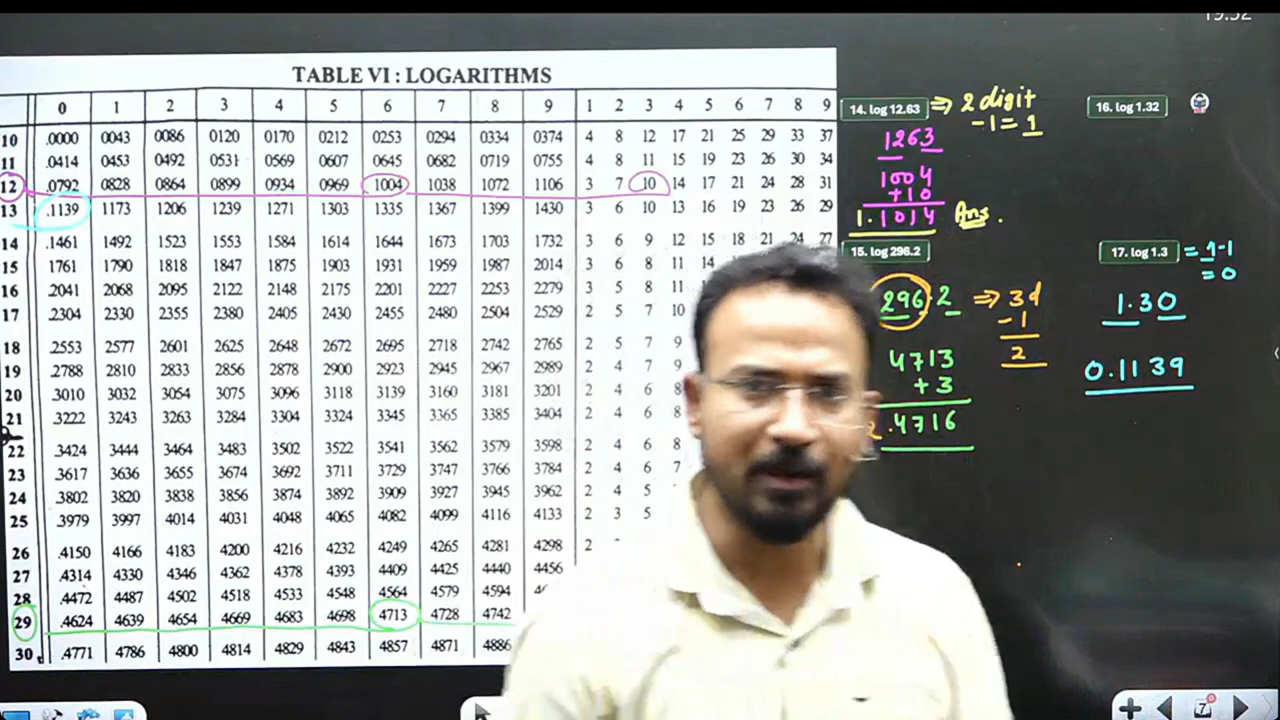 19:52
TABLE VI : LOGARITHMS
0 1 2 3 4 5 6 7 8 9 1 2 3 4 5 6 7 8 9
10 .0000 0043 0086 0120 0170 0212 0253 0294 0334 0374 4 8 12 17 21 25 29 33 37
11 .0414 0453 0492 0531 0569 0607 0645 0682 0719 0755 4 8 11 15 19 23 26 30 34
12 .0792 0828 0864 0899 0934 0969 1004 1038 1072 1106 3 7 10 14 17 21 24 28 31
13 .1139 1173 1206 1239 1271 1303 1335 1367 1399 1430 3 6 10 13 16 19 23 26 29
14 .1461 1492 1523 1553 1584 1614 1644 1673 1703 1732 3 6 9 12 15 18 21 24 27
15 1761 1790 1818 1847 1875 1903 1931 1959 1987 2014 3 6 8 11 14
16 .2041 2068 2095 2122 2148 2175 2201 2227 2253 2279 3 5 8 11
17 .2304 2330 2355 2380 2405 2430 2455 2480 2504 2529 2 5 7 10
18 .2553 2577 2601 2625 2648 2672 2695 2718 2742 2765 2 5 7 9
19 .2788 2810 2833 2856 2878 2900 2923 2945 2967 2989 2 4 7 9
20 .3010 3032 3054 3075 3096 3118 3139 3160 3181 3201 2 4 6 8
21 .3222 3243 3263 3284 3304 3324 3345 3365 3385 3404 2 4 6 8
22 .3424 3444 3464 3483 3502 3522 3541 3562 3579 3598 2 4 6 8
23 .3617 3636 3655 3674 3692 3711 3729 3747 3766 3784 2 4 6 7
24 .3802 3820 3838 3856 3874 3892 3909 3927 3945 3962 2 4 5
25 .3979 3997 4014 4031 4048 4065 4082 4099 4116 4133 2 3 5
26 .4150 4166 4183 4200 4216 4232 4249 4265 4281 4298 2
27 .4314 4330 4346 4362 4378 4393 4409 4425 4440 4456
28 .4472 4487 4502 4518 4533 4548 4564 4579 4594
29 .4624 4639 4654 4669 4683 4698 4713 4728 4742
30 .4771 4786 4800 4814 4829 4843 4857 4871 4886
14. log 12.63 ⇒ 2 digit
-1 = 1
1263
1004
+10
1.1014 Ans.
15. log 296.2
296.2 ⇒ 3d
-1
2
4713
+3
2.4716
16. log 1.32
17. log 1.3 = 1-1
= 0
1.30
0.1139
7